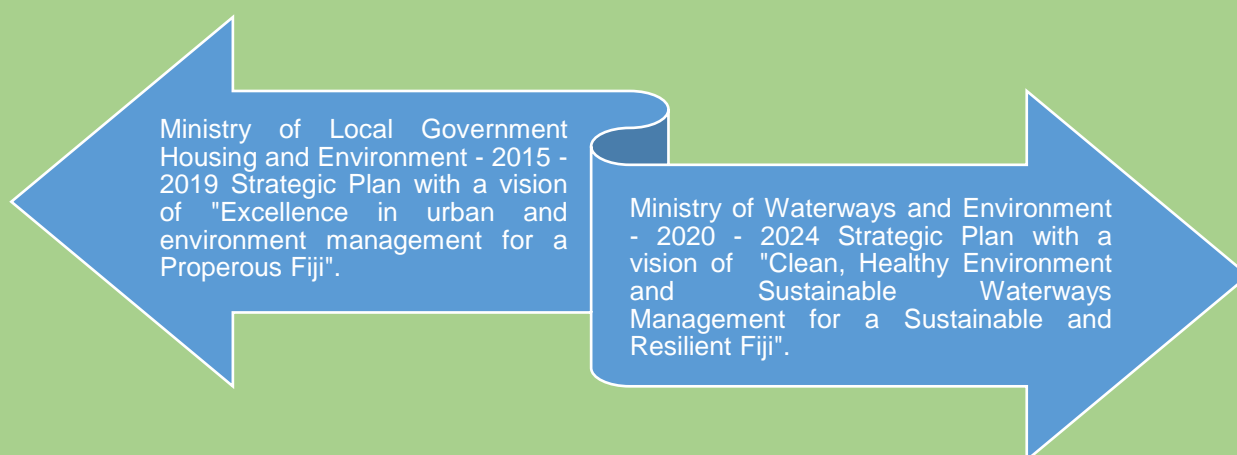 Ministry of Local Government
Housing and Environment - 2015 -
2019 Strategic Plan with a vision
of "Excellence in urban and
environment management for a
Properous Fiji".
Ministry of Waterways and Environment
- 2020 - 2024 Strategic Plan with a
vision of "Clean, Healthy Environment
and Sustainable Waterways
Management for a Sustainable and
Resilient Fiji".